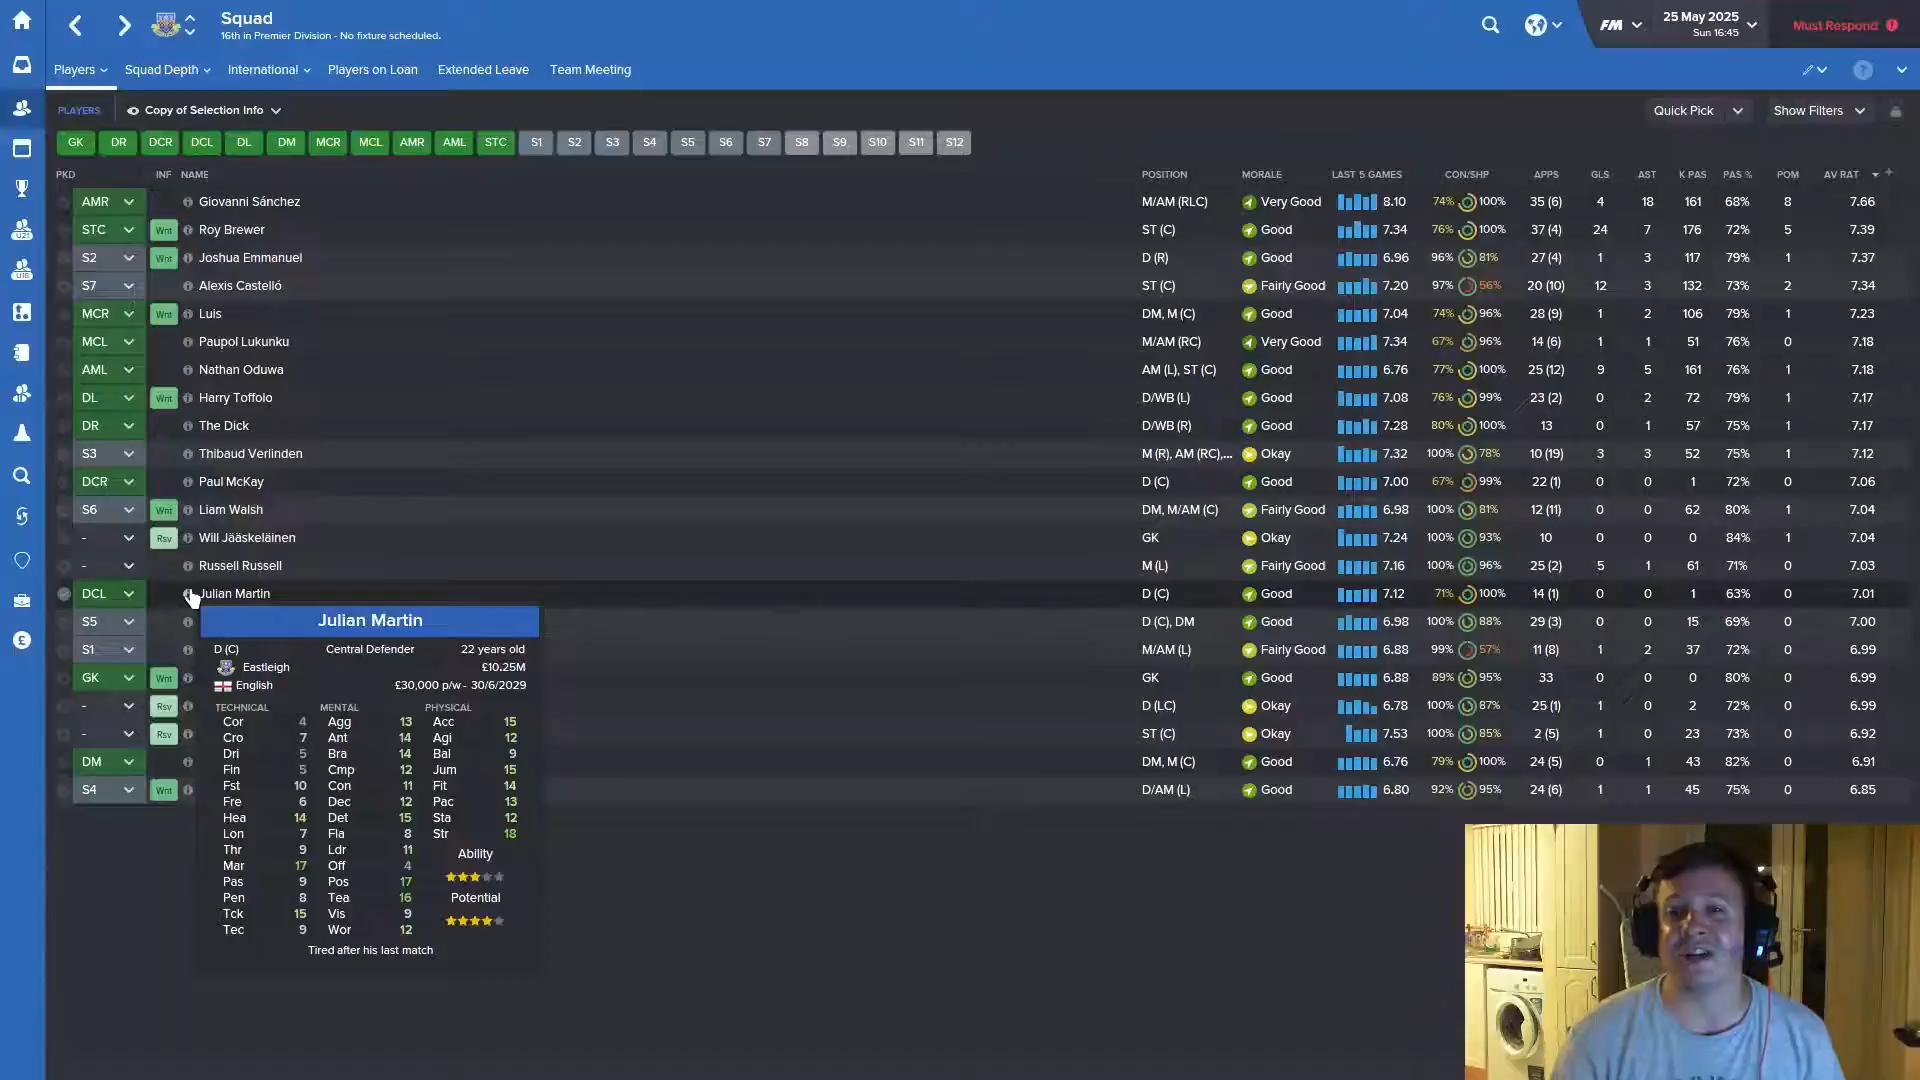 Squad
16th in Premier Division - No fixture scheduled.
FM
25 May 2025
Sun 16:45
Must Respond
Players
Squad Depth
International
Players on Loan
Extended Leave
Team Meeting
PLAYERS
Copy of Selection Info
Quick Pick
Show Filters
GK DR DCR DCL DL DM MCR MCL AMR AML STC S1 S2 S3 S4 S5 S6 S7 S8 S9 S10 S11 S12
PKD INF NAME POSITION MORALE LAST 5 GAMES CON/SHP APPS GLS AST K PAS PAS % POM AV RAT
AMR Giovanni Sánchez M/AM (RLC) Very Good 8.10 74% 100% 35 (6) 4 18 161 68% 8 7.66
STC Wnt Roy Brewer ST (C) Good 7.34 76% 100% 37 (4) 24 7 176 72% 5 7.39
S2 Wnt Joshua Emmanuel D (R) Good 6.96 96% 81% 27 (4) 1 3 117 79% 1 7.37
S7 Alexis Castelló ST (C) Fairly Good 7.20 97% 56% 20 (10) 12 3 132 73% 2 7.34
MCR Wnt Luis DM, M (C) Good 7.04 74% 96% 28 (9) 1 2 106 79% 1 7.23
MCL Paupol Lukunku M/AM (RC) Very Good 7.34 67% 96% 14 (6) 1 1 51 76% 0 7.18
AML Nathan Oduwa AM (L), ST (C) Good 6.76 77% 100% 25 (12) 9 5 161 76% 1 7.18
DL Wnt Harry Toffolo D/WB (L) Good 7.08 76% 99% 23 (2) 0 2 72 79% 1 7.17
DR The Dick D/WB (R) Good 7.28 80% 100% 13 0 1 57 75% 1 7.17
S3 Thibaud Verlinden M (R), AM (RC),... Okay 7.32 100% 78% 10 (19) 3 3 52 75% 1 7.12
DCR Paul McKay D (C) Good 7.00 67% 99% 22 (1) 0 0 1 72% 0 7.06
S6 Wnt Liam Walsh DM, M/AM (C) Fairly Good 6.98 100% 81% 12 (11) 0 0 62 80% 1 7.04
- Rsv Will Jääskeläinen GK Okay 7.24 100% 93% 10 0 0 0 84% 1 7.04
- Russell Russell M (L) Fairly Good 7.16 100% 96% 25 (2) 5 1 61 71% 0 7.03
DCL Julian Martin D (C) Good 7.12 71% 100% 14 (1) 0 0 1 63% 0 7.01
S5 D (C), DM Good 6.98 100% 88% 29 (3) 0 0 15 69% 0 7.00
S1 M/AM (L) Fairly Good 6.88 99% 57% 11 (8) 1 2 37 72% 0 6.99
GK Wnt GK Good 6.88 89% 95% 33 0 0 0 80% 0 6.99
- Rsv D (LC) Okay 6.78 100% 87% 25 (1) 1 0 2 72% 0 6.99
- Rsv ST (C) Okay 7.53 100% 85% 2 (5) 1 0 23 73% 0 6.92
DM DM, M (C) Good 6.76 79% 100% 24 (5) 0 1 43 82% 0 6.91
S4 Wnt D/AM (L) Good 6.80 92% 95% 24 (6) 1 1 45 75% 0 6.85
Julian Martin
D (C) Central Defender 22 years old
Eastleigh £10.25M
English £30,000 p/w - 30/6/2029
TECHNICAL MENTAL PHYSICAL
Cor 4 Agg 13 Acc 15
Cro 7 Ant 14 Agi 12
Dri 5 Bra 14 Bal 9
Fin 5 Cmp 12 Jum 15
Fst 10 Con 11 Fit 14
Fre 6 Dec 12 Pac 13
Hea 14 Det 15 Sta 12
Lon 7 Fla 8 Str 18
Thr 9 Ldr 11 Ability
Mar 17 Off 4
Pas 9 Pos 17
Pen 8 Tea 16 Potential
Tck 15 Vis 9
Tec 9 Wor 12
Tired after his last match